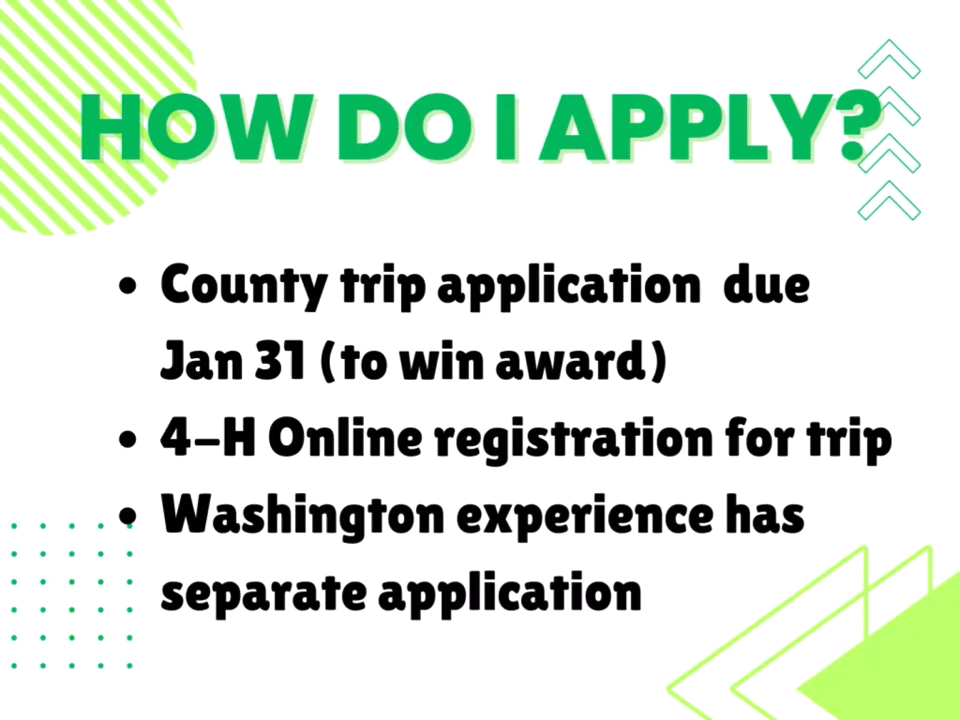 HOW DO I APPLY?
• County trip application due
Jan 31 (to win award)
• 4-H Online registration for trip
• Washington experience has
separate application